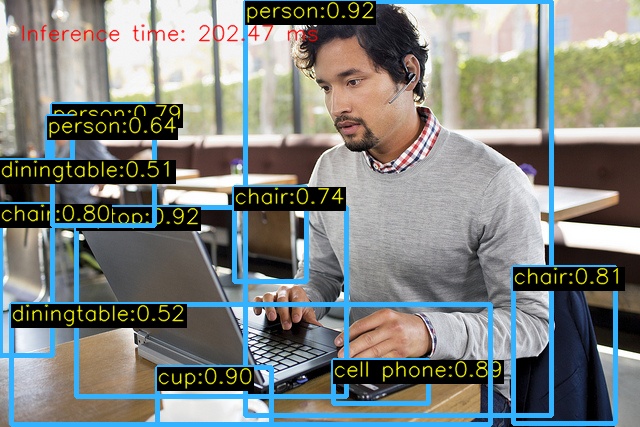 person:0.92
Inference time: 202.47 ms
person:0.79
person:0.64
diningtable:0.51
chair:0.74
chair:0.80
top:0.92
chair:0.81
diningtable:0.52
cell phone:0.89
cup:0.90